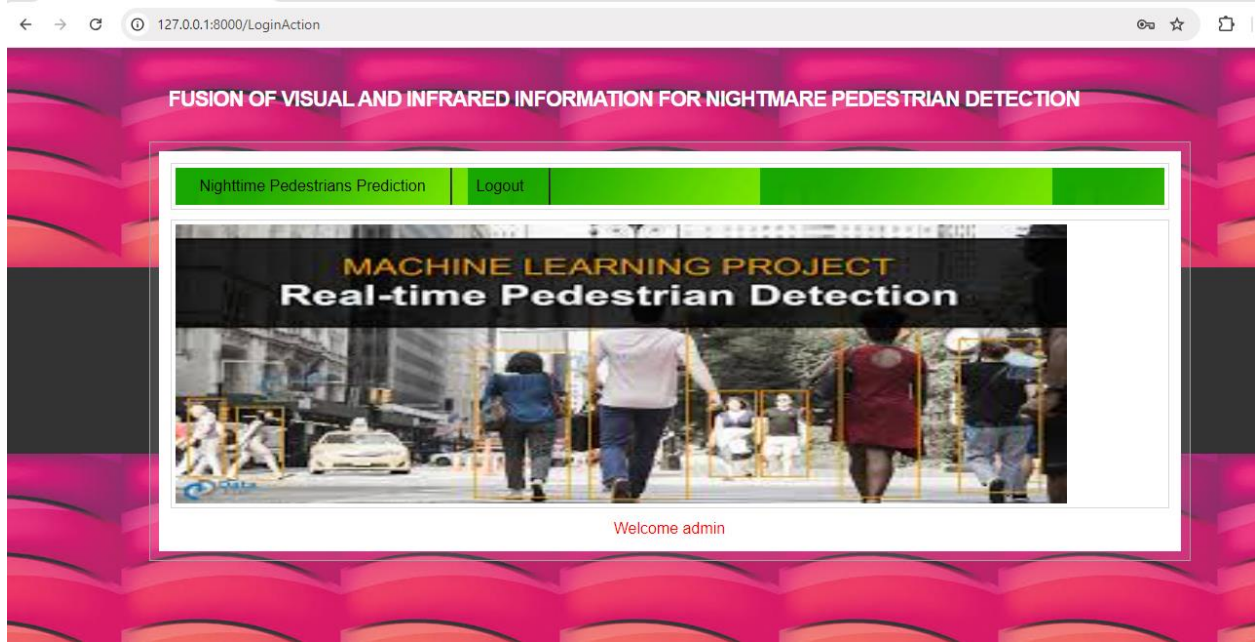 127.0.0.1:8000/LoginAction
FUSION OF VISUAL AND INFRARED INFORMATION FOR NIGHTMARE PEDESTRIAN DETECTION
Nighttime Pedestrians Prediction
Logout
MACHINE LEARNING PROJECT
Real-time Pedestrian Detection
Data
Welcome admin